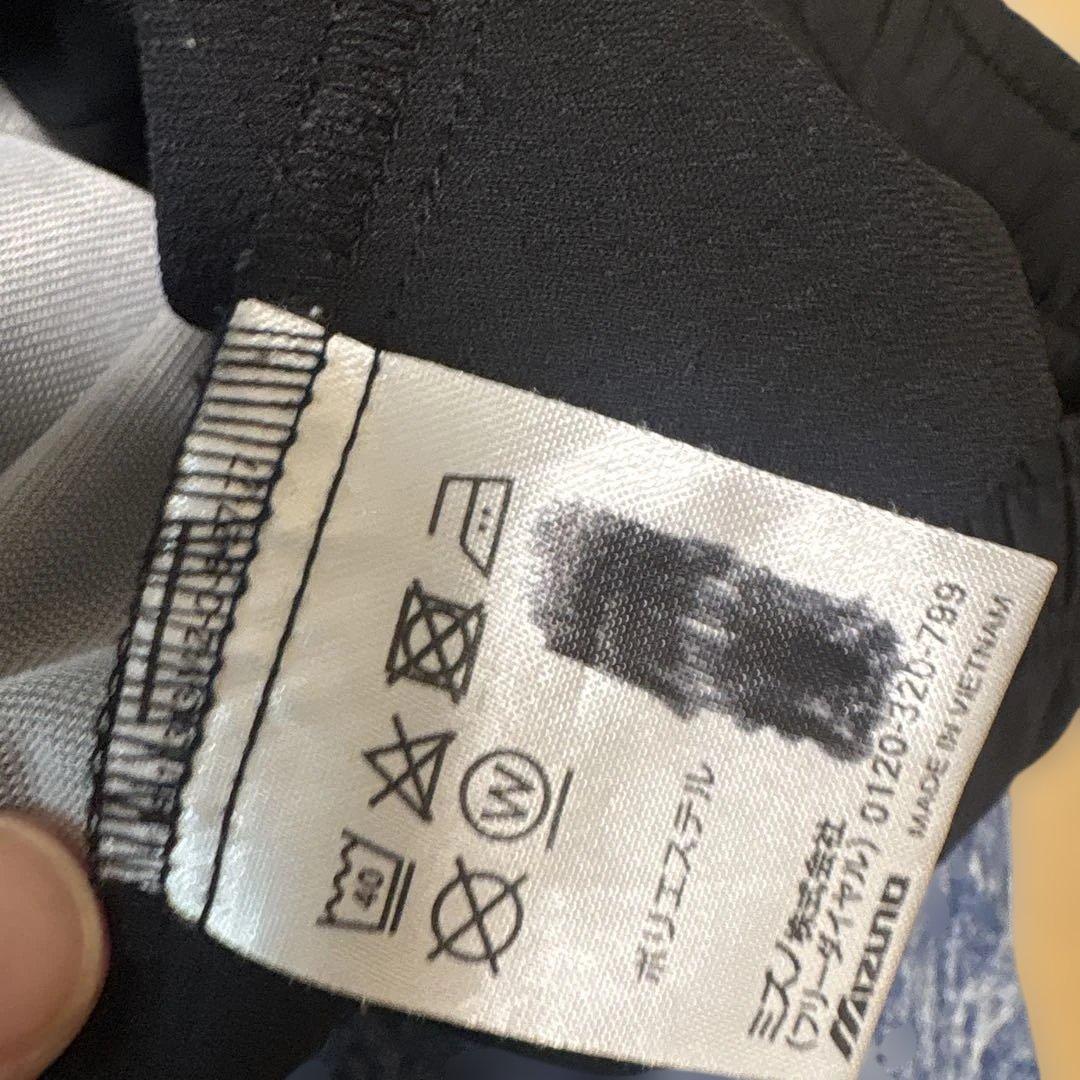 40
W
ポリエステル
ミズノ株式会社
(フリーダイヤル) 0120-320-799
Mizuno
MADE IN VIETNAM